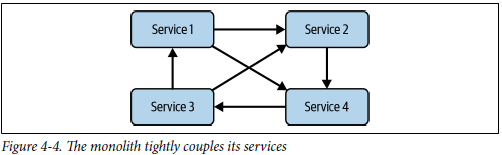 Service 1
Service 2
Service 3
Service 4
Figure 4-4. The monolith tightly couples its services